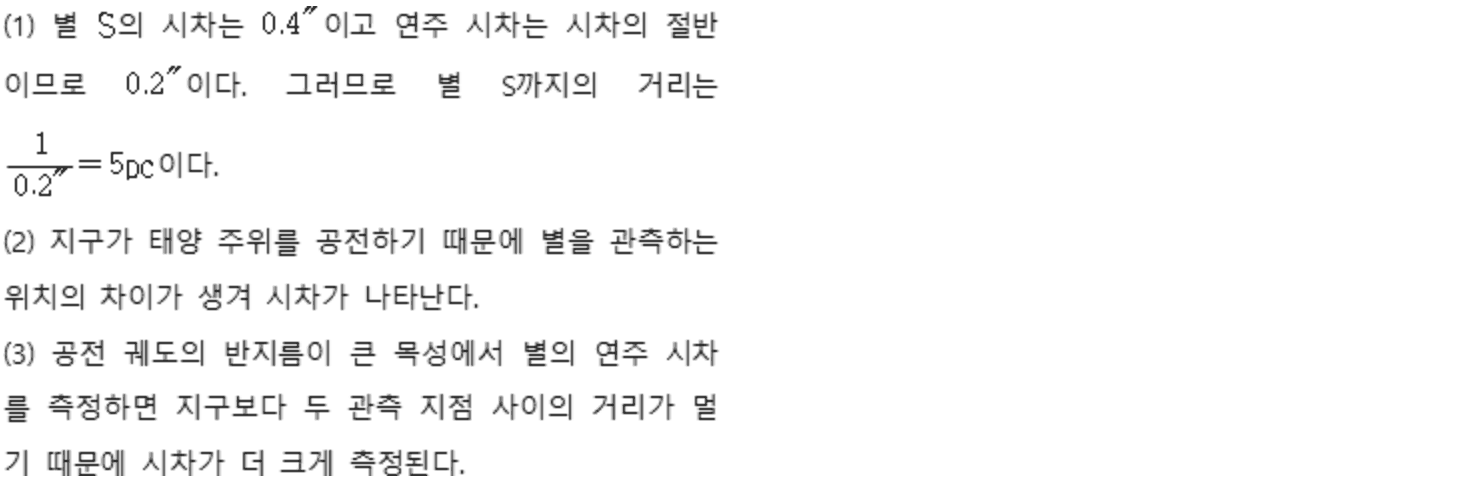 (1) 별 S의 시차는 0.4″이고 연주 시차는 시차의 절반
이므로 0.2″이다. 그러므로 별 S까지의 거리는
1/0.2″=5pc이다.
(2) 지구가 태양 주위를 공전하기 때문에 별을 관측하는
위치의 차이가 생겨 시차가 나타난다.
(3) 공전 궤도의 반지름이 큰 목성에서 별의 연주 시차
를 측정하면 지구보다 두 관측 지점 사이의 거리가 멀
기 때문에 시차가 더 크게 측정된다.